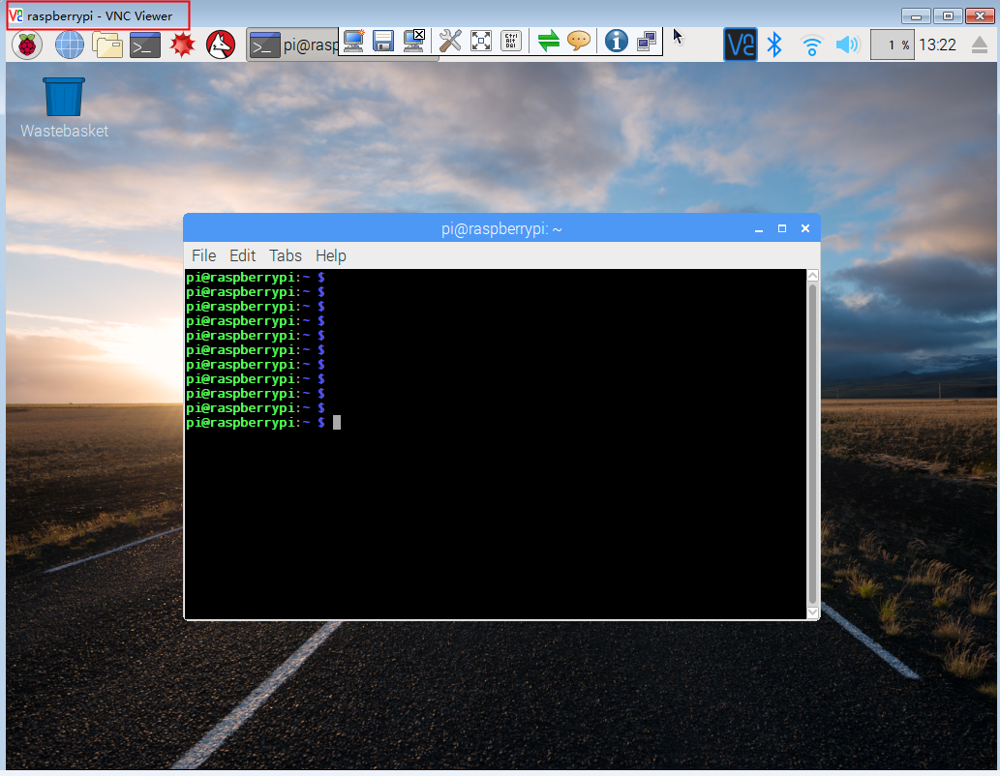 raspberrypi - VNC Viewer
pi@rasp
Ctrl
Alt
Del
1 %
13:22
Wastebasket
pi@raspberrypi: ~
File Edit Tabs Help
pi@raspberrypi:~ $
pi@raspberrypi:~ $
pi@raspberrypi:~ $
pi@raspberrypi:~ $
pi@raspberrypi:~ $
pi@raspberrypi:~ $
pi@raspberrypi:~ $
pi@raspberrypi:~ $
pi@raspberrypi:~ $
pi@raspberrypi:~ $
pi@raspberrypi:~ $